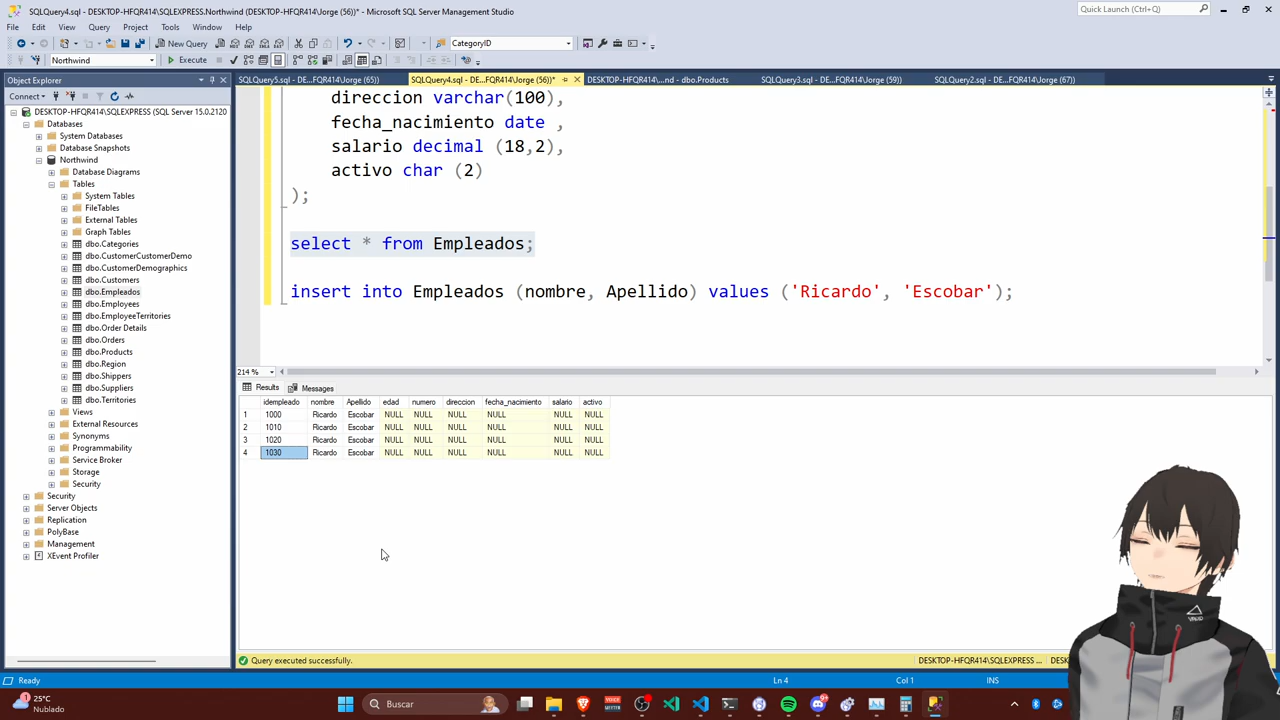 SQLQuery4.sql - DESKTOP-HFQR414\SQLEXPRESS.Northwind (DESKTOP-HFQR414\Jorge (56))* - Microsoft SQL Server Management Studio
Quick Launch (Ctrl+Q)
File Edit View Query Project Tools Window Help
New Query
CategoryID
Northwind
Execute
Object Explorer
SQLQuery5.sql - DE...FQR414\Jorge (65))
SQLQuery4.sql - DE...FQR414\Jorge (56))*
DESKTOP-HFQR414\...nd - dbo.Products
SQLQuery3.sql - DE...FQR414\Jorge (59))
SQLQuery2.sql - DE...FQR414\Jorge (67))
Connect
DESKTOP-HFQR414\SQLEXPRESS (SQL Server 15.0.2120
Databases
System Databases
Database Snapshots
Northwind
Database Diagrams
Tables
System Tables
FileTables
External Tables
Graph Tables
dbo.Categories
dbo.CustomerCustomerDemo
dbo.CustomerDemographics
dbo.Customers
dbo.Empleados
dbo.Employees
dbo.EmployeeTerritories
dbo.Order Details
dbo.Orders
dbo.Products
dbo.Region
dbo.Shippers
dbo.Suppliers
dbo.Territories
Views
External Resources
Synonyms
Programmability
Service Broker
Storage
Security
Security
Server Objects
Replication
PolyBase
Management
XEvent Profiler
direccion varchar(100),
fecha_nacimiento date ,
salario decimal (18,2),
activo char (2)
);
select * from Empleados;
insert into Empleados (nombre, Apellido) values ('Ricardo', 'Escobar');
214 %
Results Messages
idempleado nombre Apellido edad numero direccion fecha_nacimiento salario activo
1 1000 Ricardo Escobar NULL NULL NULL NULL NULL NULL
2 1010 Ricardo Escobar NULL NULL NULL NULL NULL NULL
3 1020 Ricardo Escobar NULL NULL NULL NULL NULL NULL
4 1030 Ricardo Escobar NULL NULL NULL NULL NULL NULL
Query executed successfully.
DESKTOP-HFQR414\SQLEXPRESS ...
Ready
Ln 4
Col 1
INS
25°C
Nublado
Buscar